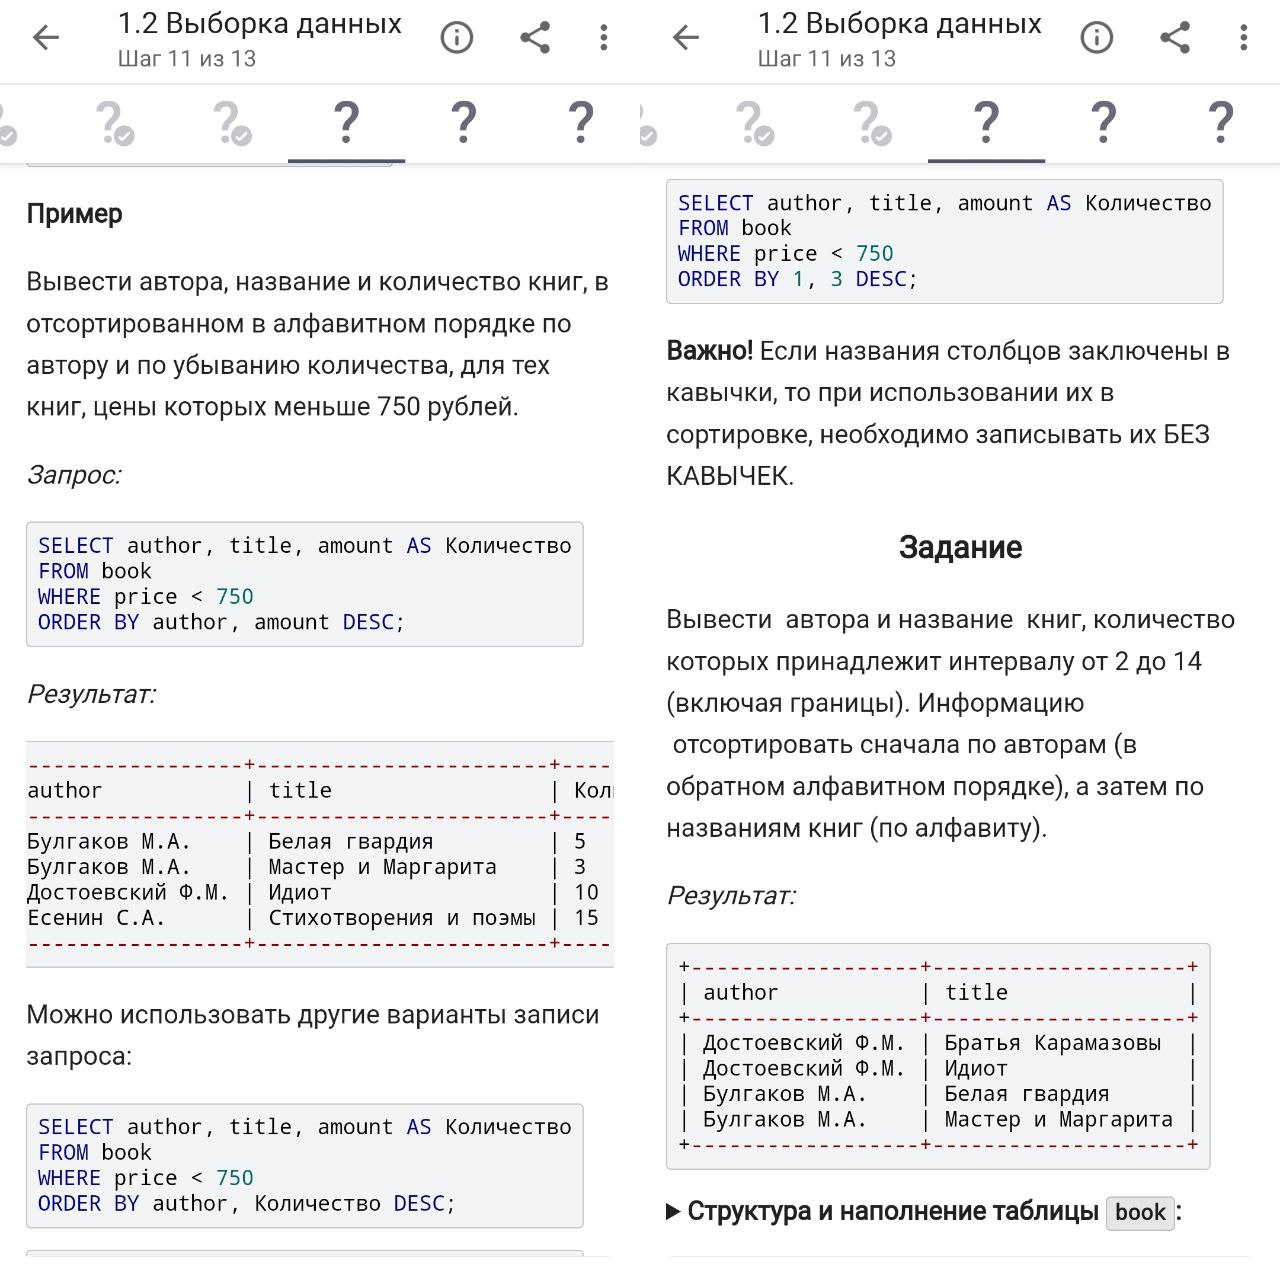 1.2 Выборка данных
Шаг 11 из 13
Пример
Вывести автора, название и количество книг, в
отсортированном в алфавитном порядке по
автору и по убыванию количества, для тех
книг, цены которых меньше 750 рублей.
Запрос:
SELECT author, title, amount AS Количество
FROM book
WHERE price < 750
ORDER BY author, amount DESC;
Результат:
-----------------+-----------------------+----
author | title | Кол
-----------------+-----------------------+----
Булгаков М.А. | Белая гвардия | 5
Булгаков М.А. | Мастер и Маргарита | 3
Достоевский Ф.М. | Идиот | 10
Есенин С.А. | Стихотворения и поэмы | 15
-----------------+-----------------------+----
Можно использовать другие варианты записи
запроса:
SELECT author, title, amount AS Количество
FROM book
WHERE price < 750
ORDER BY author, Количество DESC;
1.2 Выборка данных
Шаг 11 из 13
SELECT author, title, amount AS Количество
FROM book
WHERE price < 750
ORDER BY 1, 3 DESC;
Важно! Если названия столбцов заключены в
кавычки, то при использовании их в
сортировке, необходимо записывать их БЕЗ
КАВЫЧЕК.
Задание
Вывести автора и название книг, количество
которых принадлежит интервалу от 2 до 14
(включая границы). Информацию
отсортировать сначала по авторам (в
обратном алфавитном порядке), а затем по
названиям книг (по алфавиту).
Результат:
+------------------+--------------------+
| author | title |
+------------------+--------------------+
| Достоевский Ф.М. | Братья Карамазовы |
| Достоевский Ф.М. | Идиот |
| Булгаков М.А. | Белая гвардия |
| Булгаков М.А. | Мастер и Маргарита |
+------------------+--------------------+
Структура и наполнение таблицы book :